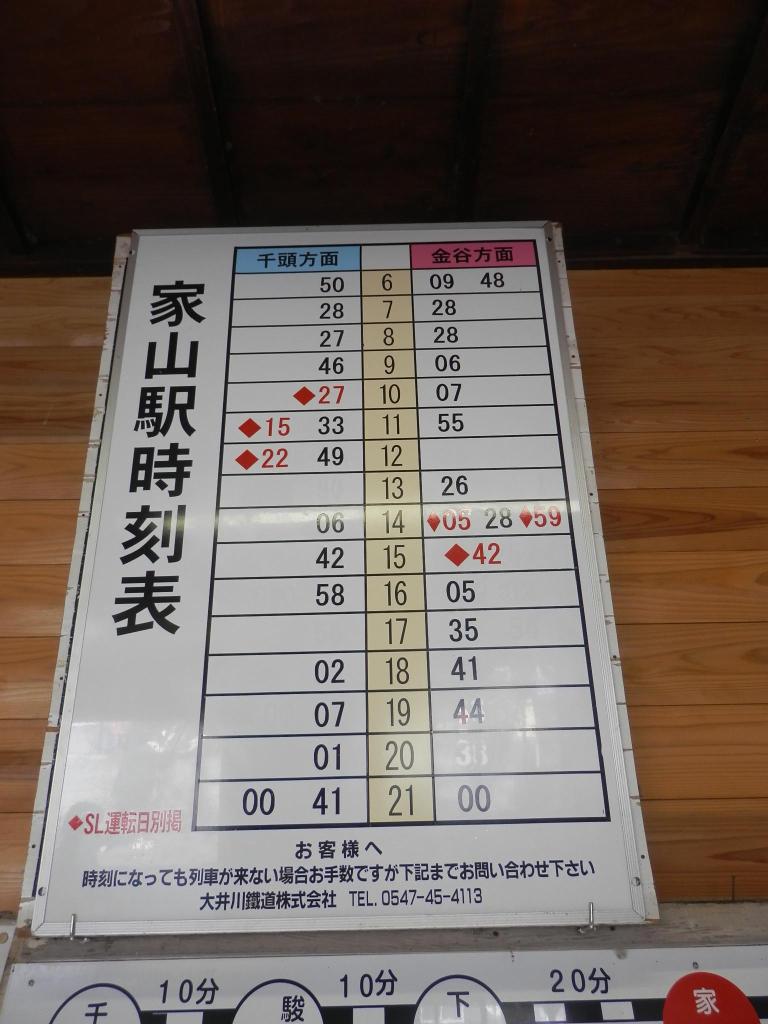 家山駅時刻表
千頭方面 金谷方面
50 6 09 48
28 7 28
27 8 28
46 9 06
◆27 10 07
◆15 33 11 55
◆22 49 12
13 26
06 14 ♦05 28 ♦59
42 15 ◆42
58 16 05
17 35
02 18 41
07 19 44
01 20
00 41 21 00
◆SL運転日別掲
お客様へ
時刻になっても列車が来ない場合お手数ですが下記までお問い合わせ下さい
大井川鐵道株式会社 TEL. 0547-45-4113
千 10分 駿 10分 下 20分 家